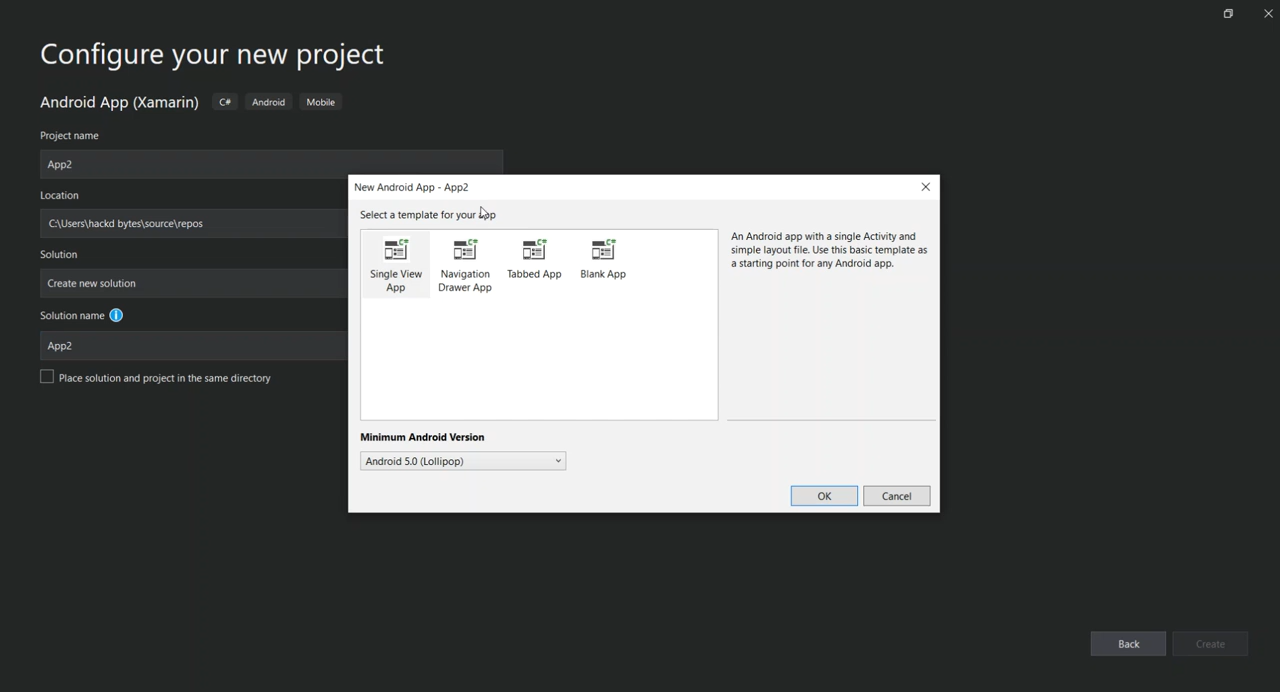 Configure your new project
Android App (Xamarin) C# Android Mobile
Project name
App2
Location
C:\Users\hackd bytes\source\repos
Solution
Create new solution
Solution name
App2
Place solution and project in the same directory
New Android App - App2
Select a template for your app
Single View App
Navigation Drawer App
Tabbed App
Blank App
An Android app with a single Activity and
simple layout file. Use this basic template as
a starting point for any Android app.
Minimum Android Version
Android 5.0 (Lollipop)
OK Cancel
Back Create